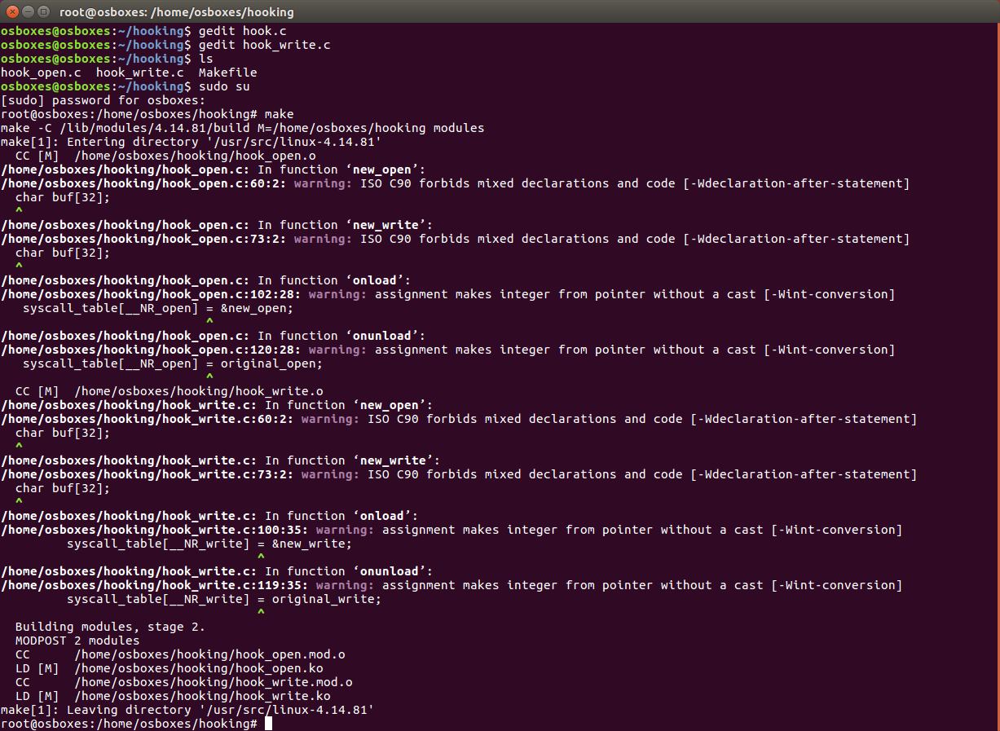 root@osboxes: /home/osboxes/hooking
osboxes@osboxes:~/hooking$ gedit hook.c
osboxes@osboxes:~/hooking$ gedit hook_write.c
osboxes@osboxes:~/hooking$ ls
hook_open.c  hook_write.c  Makefile
osboxes@osboxes:~/hooking$ sudo su
[sudo] password for osboxes:
root@osboxes:/home/osboxes/hooking# make
make -C /lib/modules/4.14.81/build M=/home/osboxes/hooking modules
make[1]: Entering directory '/usr/src/linux-4.14.81'
  CC [M]  /home/osboxes/hooking/hook_open.o
/home/osboxes/hooking/hook_open.c: In function ‘new_open’:
/home/osboxes/hooking/hook_open.c:60:2: warning: ISO C90 forbids mixed declarations and code [-Wdeclaration-after-statement]
  char buf[32];
  ^
/home/osboxes/hooking/hook_open.c: In function ‘new_write’:
/home/osboxes/hooking/hook_open.c:73:2: warning: ISO C90 forbids mixed declarations and code [-Wdeclaration-after-statement]
  char buf[32];
  ^
/home/osboxes/hooking/hook_open.c: In function ‘onload’:
/home/osboxes/hooking/hook_open.c:102:28: warning: assignment makes integer from pointer without a cast [-Wint-conversion]
   syscall_table[__NR_open] = &new_open;
                            ^
/home/osboxes/hooking/hook_open.c: In function ‘onunload’:
/home/osboxes/hooking/hook_open.c:120:28: warning: assignment makes integer from pointer without a cast [-Wint-conversion]
   syscall_table[__NR_open] = original_open;
                            ^
  CC [M]  /home/osboxes/hooking/hook_write.o
/home/osboxes/hooking/hook_write.c: In function ‘new_open’:
/home/osboxes/hooking/hook_write.c:60:2: warning: ISO C90 forbids mixed declarations and code [-Wdeclaration-after-statement]
  char buf[32];
  ^
/home/osboxes/hooking/hook_write.c: In function ‘new_write’:
/home/osboxes/hooking/hook_write.c:73:2: warning: ISO C90 forbids mixed declarations and code [-Wdeclaration-after-statement]
  char buf[32];
  ^
/home/osboxes/hooking/hook_write.c: In function ‘onload’:
/home/osboxes/hooking/hook_write.c:100:35: warning: assignment makes integer from pointer without a cast [-Wint-conversion]
         syscall_table[__NR_write] = &new_write;
                                   ^
/home/osboxes/hooking/hook_write.c: In function ‘onunload’:
/home/osboxes/hooking/hook_write.c:119:35: warning: assignment makes integer from pointer without a cast [-Wint-conversion]
         syscall_table[__NR_write] = original_write;
                                   ^
  Building modules, stage 2.
  MODPOST 2 modules
  CC      /home/osboxes/hooking/hook_open.mod.o
  LD [M]  /home/osboxes/hooking/hook_open.ko
  CC      /home/osboxes/hooking/hook_write.mod.o
  LD [M]  /home/osboxes/hooking/hook_write.ko
make[1]: Leaving directory '/usr/src/linux-4.14.81'
root@osboxes:/home/osboxes/hooking#